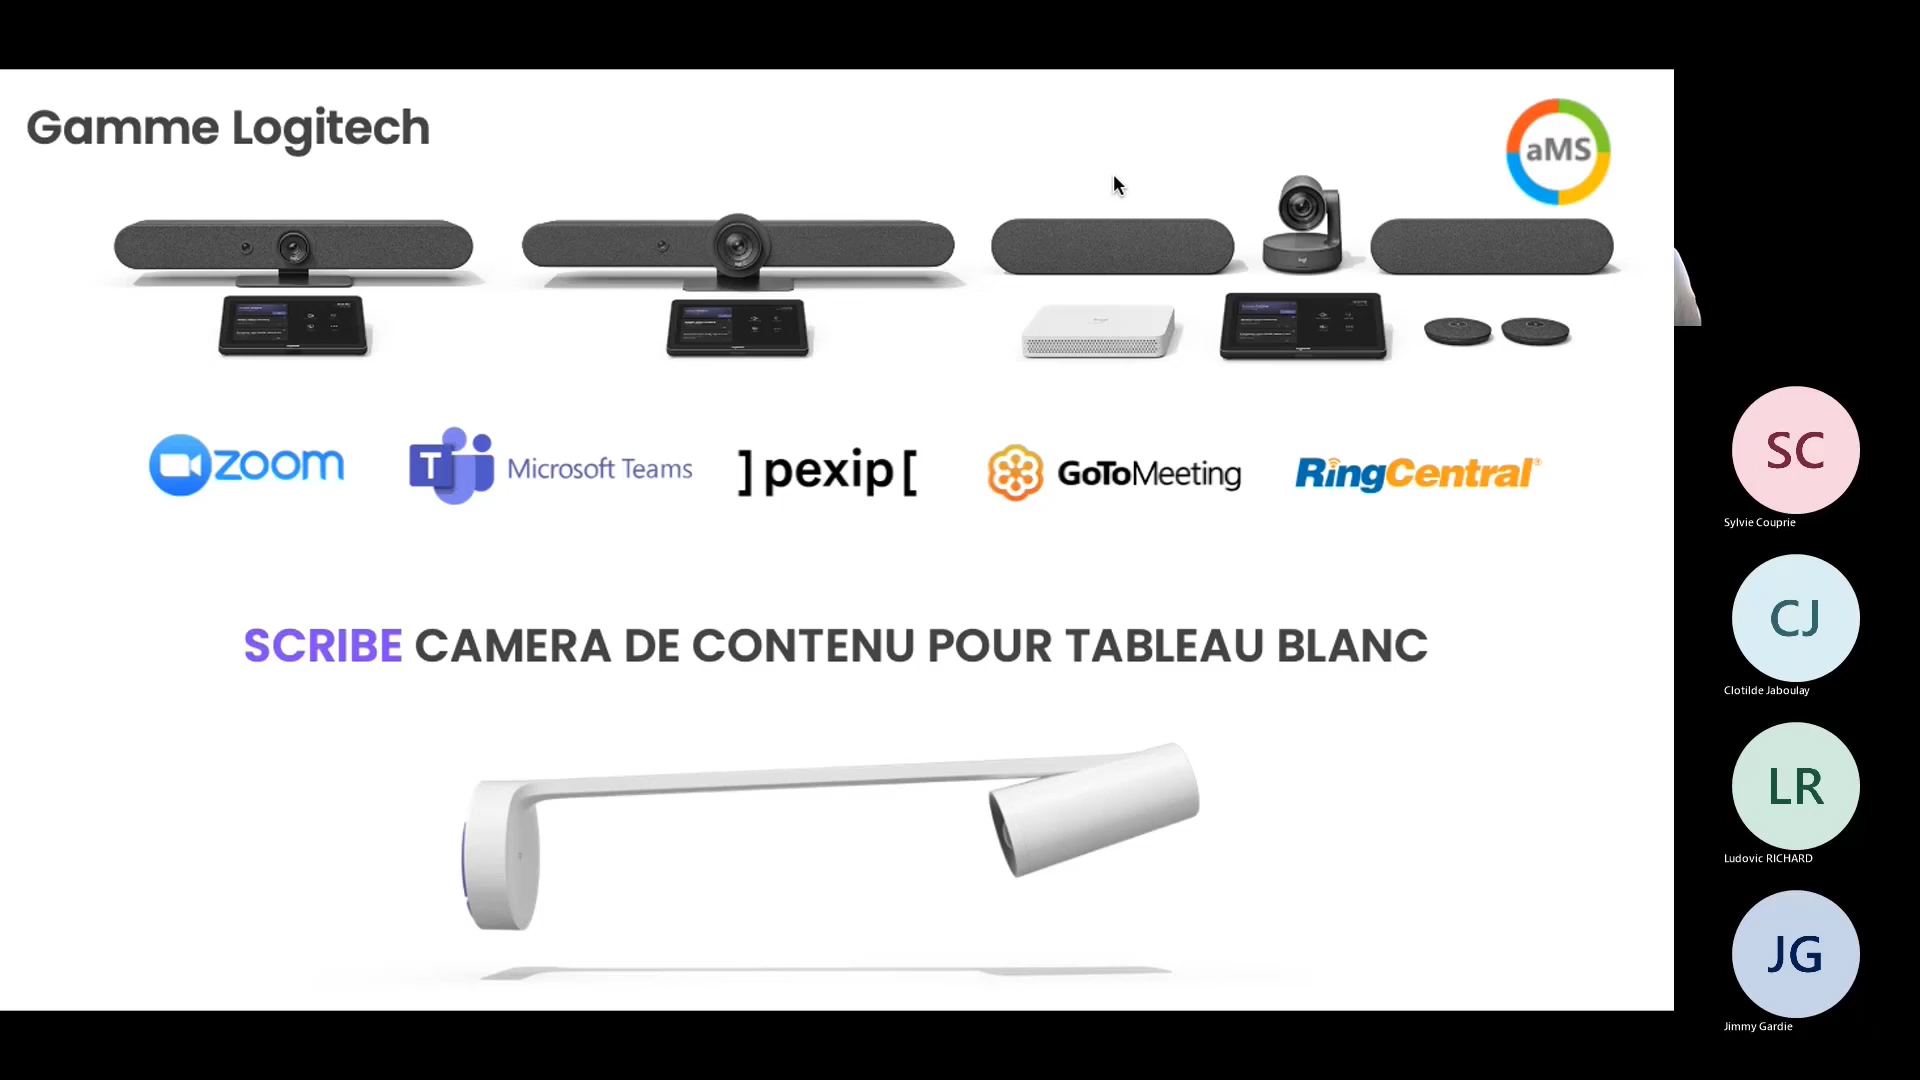 Gamme Logitech
aMS
zoom
Microsoft Teams
]pexip[
GoToMeeting
RingCentral®
SCRIBE CAMERA DE CONTENU POUR TABLEAU BLANC
SC
Sylvie Couprie
CJ
Clotilde Jaboulay
LR
Ludovic RICHARD
JG
Jimmy Gardie